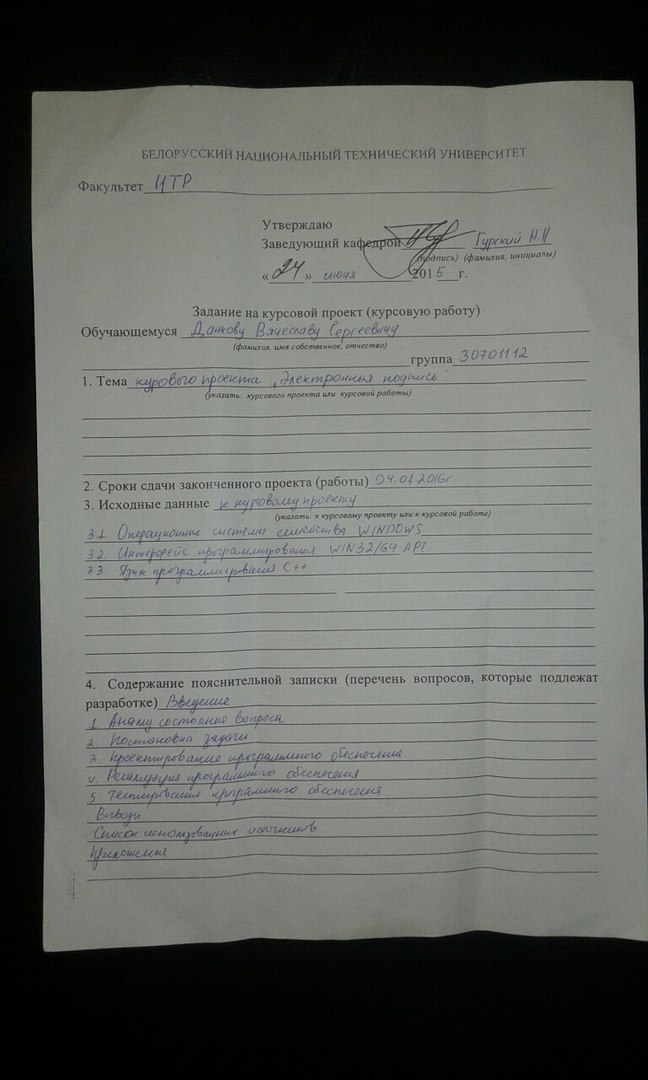 БЕЛОРУССКИЙ НАЦИОНАЛЬНЫЙ ТЕХНИЧЕСКИЙ УНИВЕРСИТЕТ
Факультет ИТР
Утверждаю
Заведующий кафедрой Гурский Н.Н
(подпись) (фамилия, инициалы)
«24» июня 2015 г.
Задание на курсовой проект (курсовую работу)
Обучающемуся Данкову Вячеславу Сергеевичу
(фамилия, имя собственное, отчество)
группа 30701112
1. Тема курового проекта „Электронная подпись
(указать: курсового проекта или курсовой работы)
2. Сроки сдачи законченного проекта (работы) 04.01.2016г
3. Исходные данные к куровому проекту
(указать: к курсовому проекту или к курсовой работе)
3.1. Операционные системы семейства WINDOWS
3.2. Интерфейс программирования WIN32/64 API
3.3. Язык программирования C++
4. Содержание пояснительной записки (перечень вопросов, которые подлежат
разработке) Введение
1. Анализ состояние вопроса
2. Постановка задачи
3. Проектирование программного обеспечения
4. Реализация программного обеспечения
5. Тестирование программного обеспечения
Выводы
Список использованных источников
Приложения